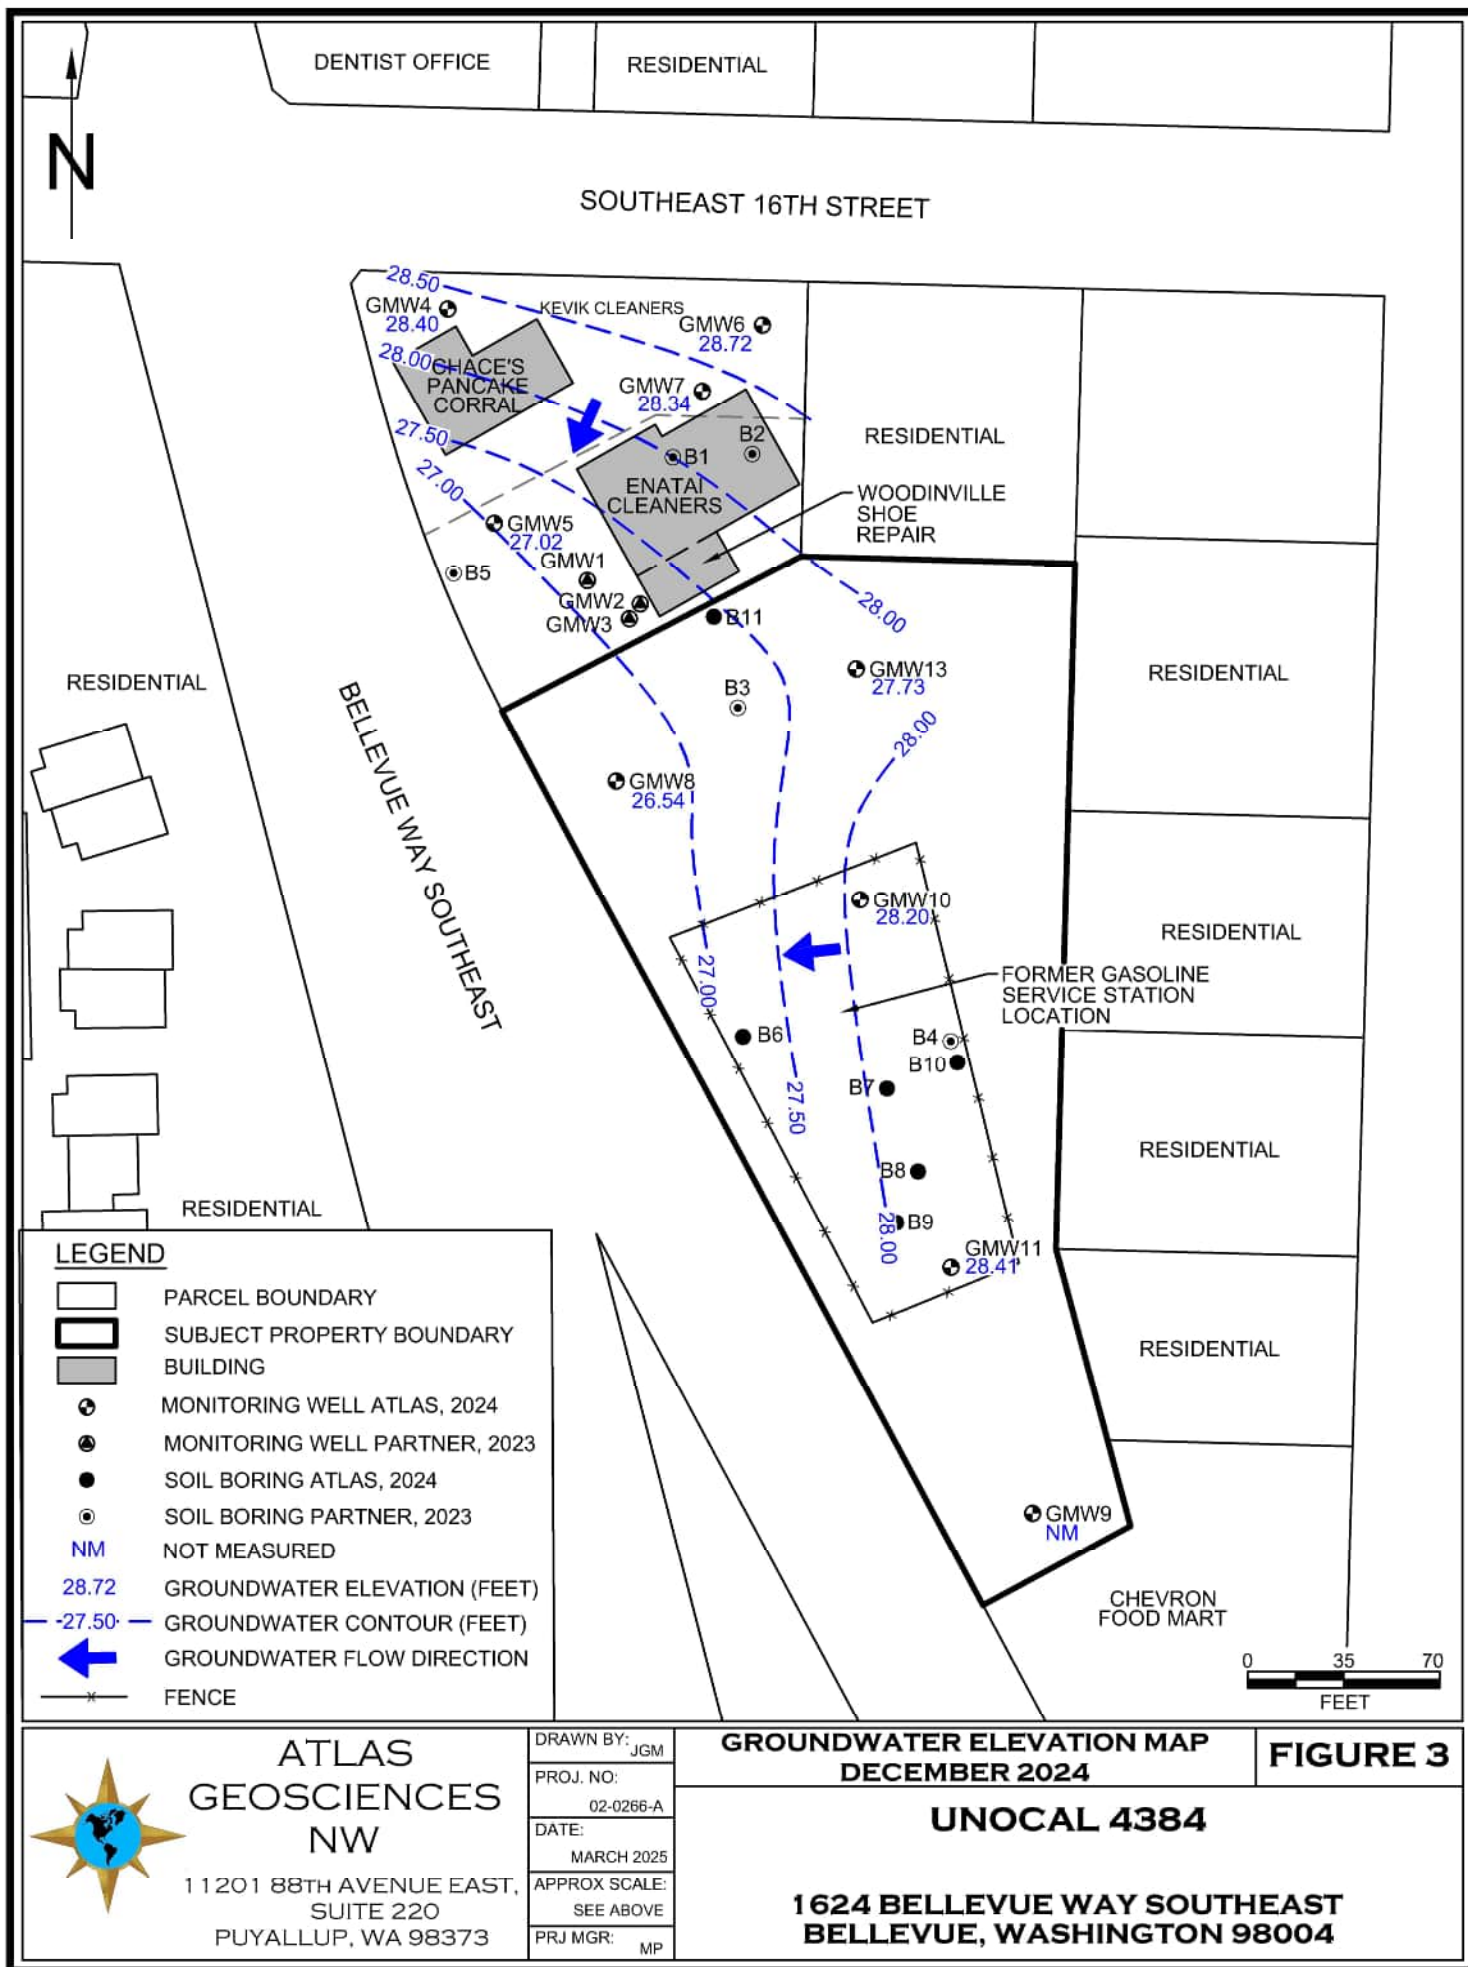 DENTIST OFFICE
RESIDENTIAL
N
SOUTHEAST 16TH STREET
28.50
GMW4
28.40
KEVIK CLEANERS
GMW6
28.72
28.00
CHACE'S
PANCAKE
CORRAL
GMW7
28.34
27.50
B2
B1
RESIDENTIAL
27.00
ENATAI
CLEANERS
WOODINVILLE
SHOE
REPAIR
GMW5
27.02
GMW1
B5
GMW2
GMW3
28.00
B11
RESIDENTIAL
GMW13
27.73
RESIDENTIAL
B3
BELLEVUE WAY SOUTHEAST
28.00
GMW8
26.54
GMW10
28.20
RESIDENTIAL
27.00
FORMER GASOLINE
SERVICE STATION
LOCATION
B6
B4
B10
B7
27.50
RESIDENTIAL
B8
RESIDENTIAL
B9
28.00
GMW11
28.41
RESIDENTIAL
GMW9
NM
CHEVRON
FOOD MART
0 35 70
FEET
LEGEND
PARCEL BOUNDARY
SUBJECT PROPERTY BOUNDARY
BUILDING
MONITORING WELL ATLAS, 2024
MONITORING WELL PARTNER, 2023
SOIL BORING ATLAS, 2024
SOIL BORING PARTNER, 2023
NM NOT MEASURED
28.72 GROUNDWATER ELEVATION (FEET)
27.50 GROUNDWATER CONTOUR (FEET)
GROUNDWATER FLOW DIRECTION
FENCE
ATLAS
GEOSCIENCES
NW
11201 88TH AVENUE EAST,
SUITE 220
PUYALLUP, WA 98373
DRAWN BY: JGM
PROJ. NO:
02-0266-A
DATE:
MARCH 2025
APPROX SCALE:
SEE ABOVE
PRJ MGR: MP
GROUNDWATER ELEVATION MAP
DECEMBER 2024
FIGURE 3
UNOCAL 4384
1624 BELLEVUE WAY SOUTHEAST
BELLEVUE, WASHINGTON 98004